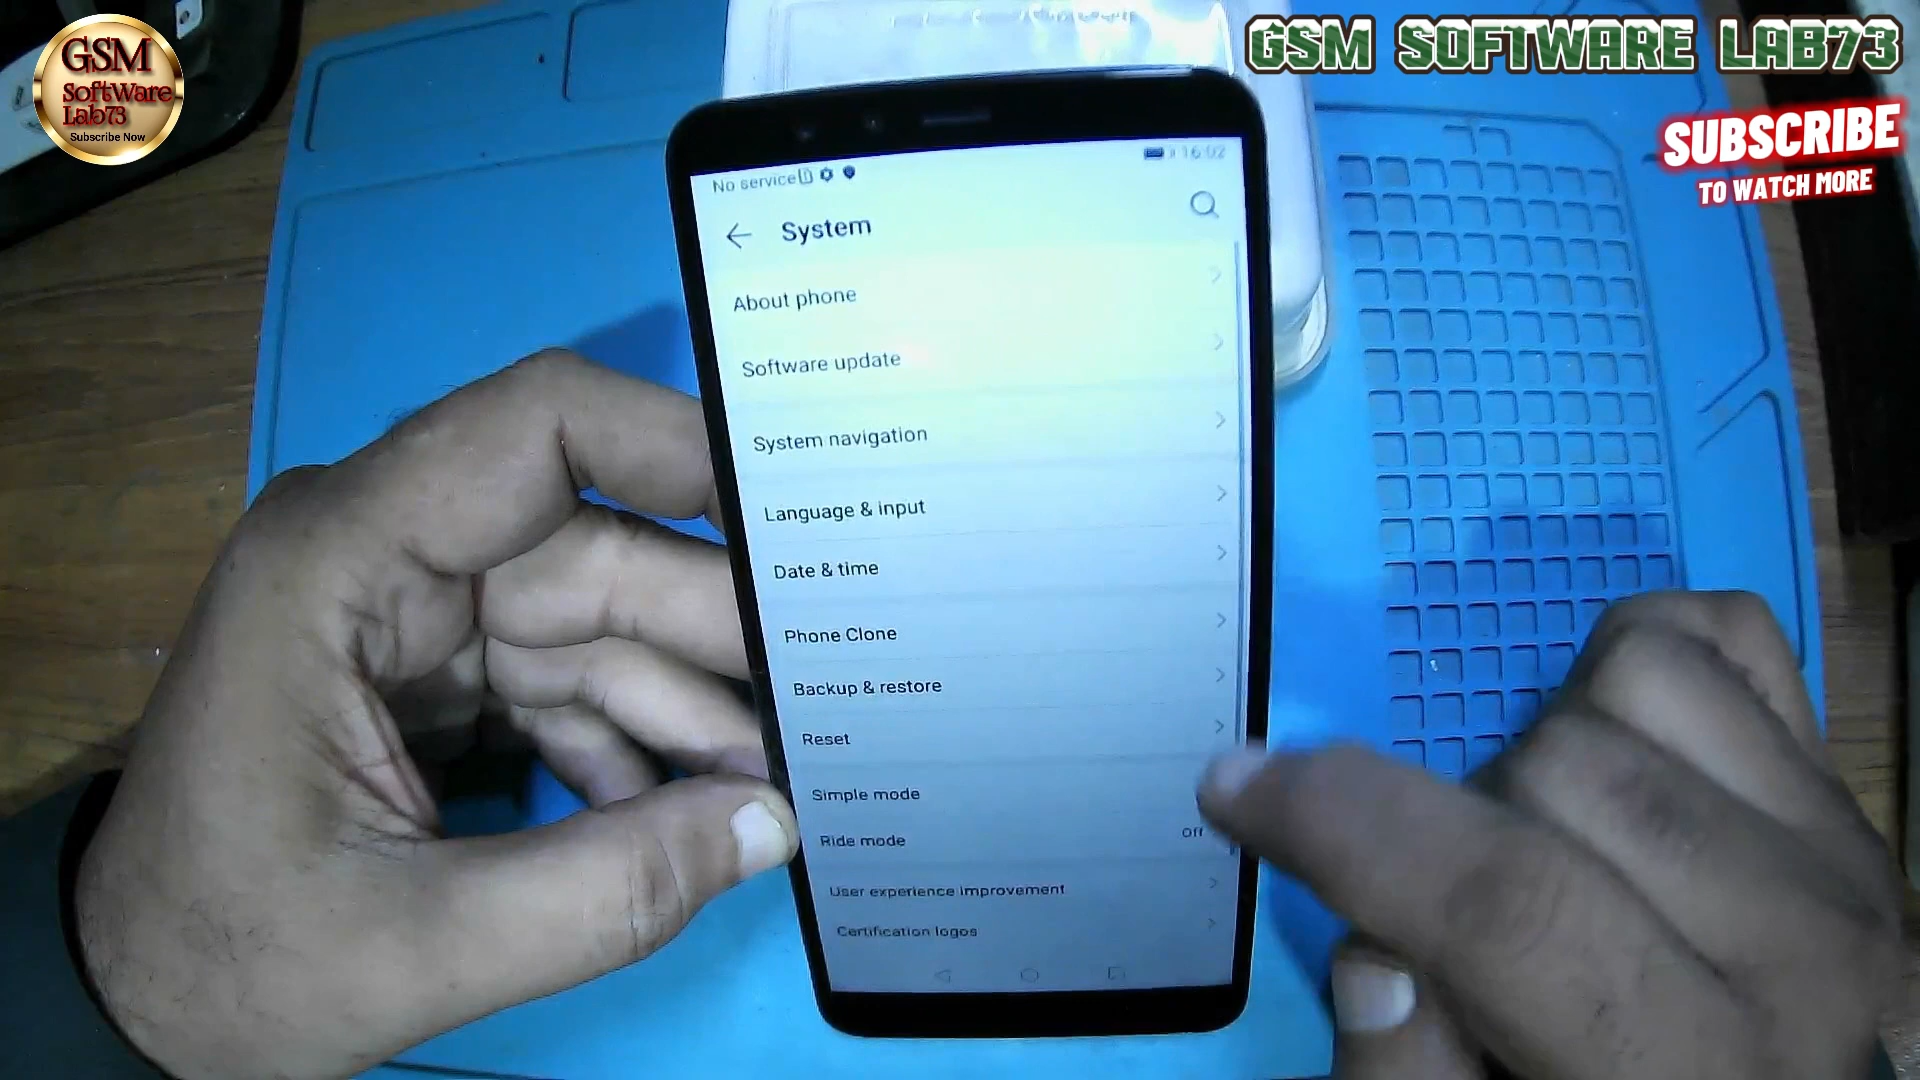 GSM
SoftWare
Lab73
Subscribe Now
GSM SOFTWARE LAB73
SUBSCRIBE
TO WATCH MORE
No service
16:02
System
About phone
Software update
System navigation
Language & input
Date & time
Phone Clone
Backup & restore
Reset
Simple mode
Ride mode
Off
User experience improvement
Certification logos